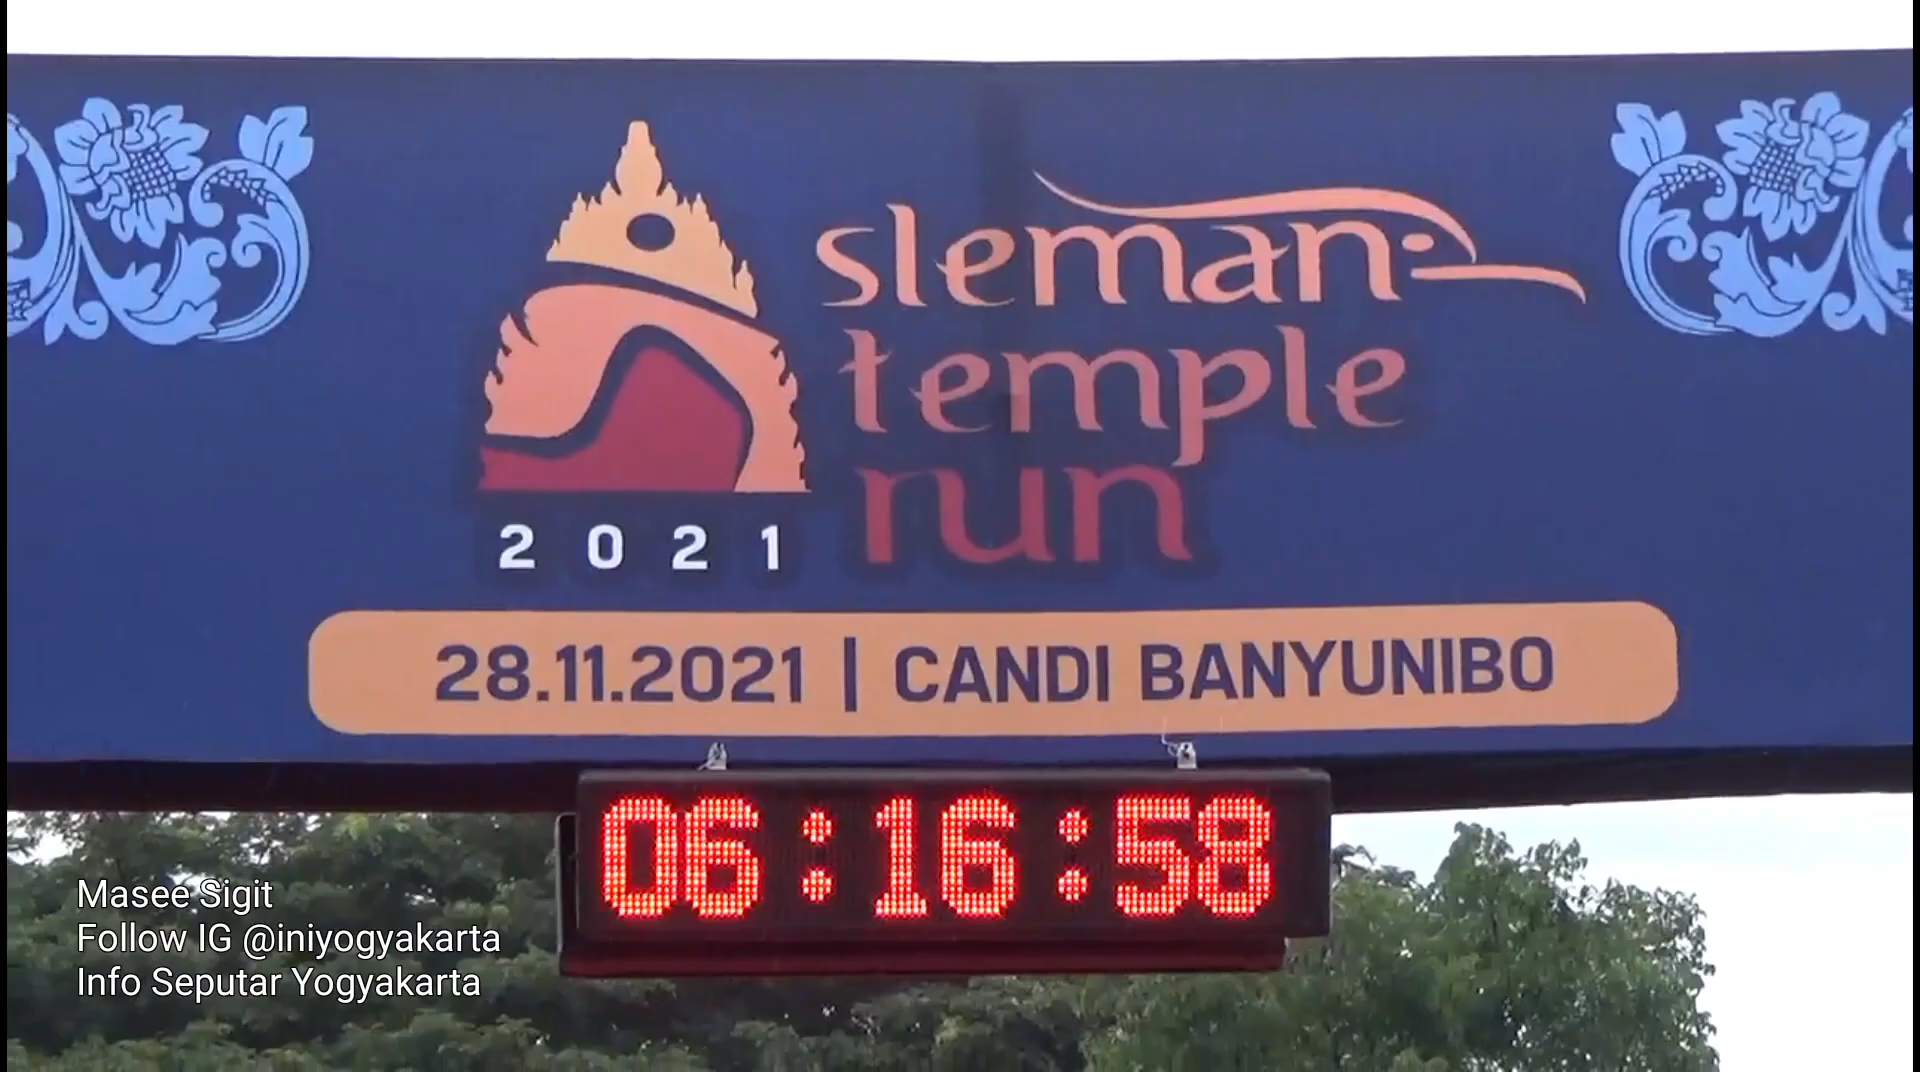 sleman
temple
run
2021
28.11.2021 | CANDI BANYUNIBO
06:16:58
Masee Sigit
Follow IG @iniyogyakarta
Info Seputar Yogyakarta